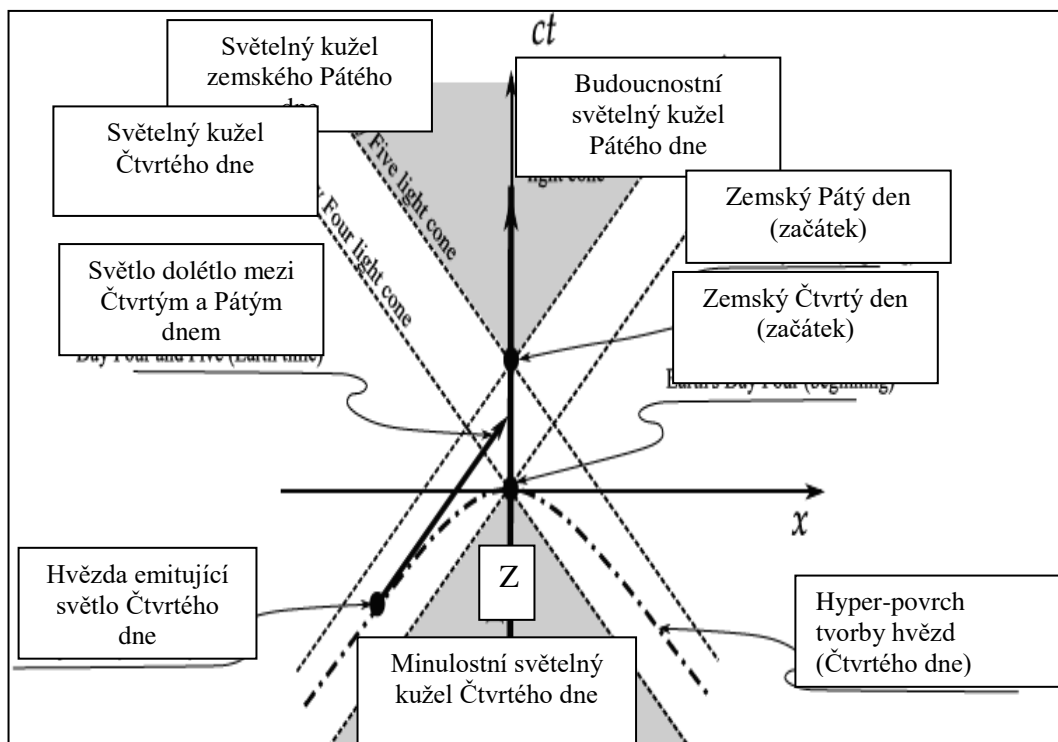 ct
Světelný kužel
zemského Pátého
dne
Budoucnostní
světelný kužel
Pátého dne
Světelný kužel
Čtvrtého dne
Five light cone
light cone
Zemský Pátý den
(začátek)
Four light cone
Světlo dolétlo mezi
Čtvrtým a Pátým
dnem
Zemský Čtvrtý den
(začátek)
Day Four and Five (Earth time)
Earth's Day Four (beginning)
x
Z
Hvězda emitující
světlo Čtvrtého
dne
Hyper-povrch
tvorby hvězd
(Čtvrtého dne)
Minulostní světelný
kužel Čtvrtého dne